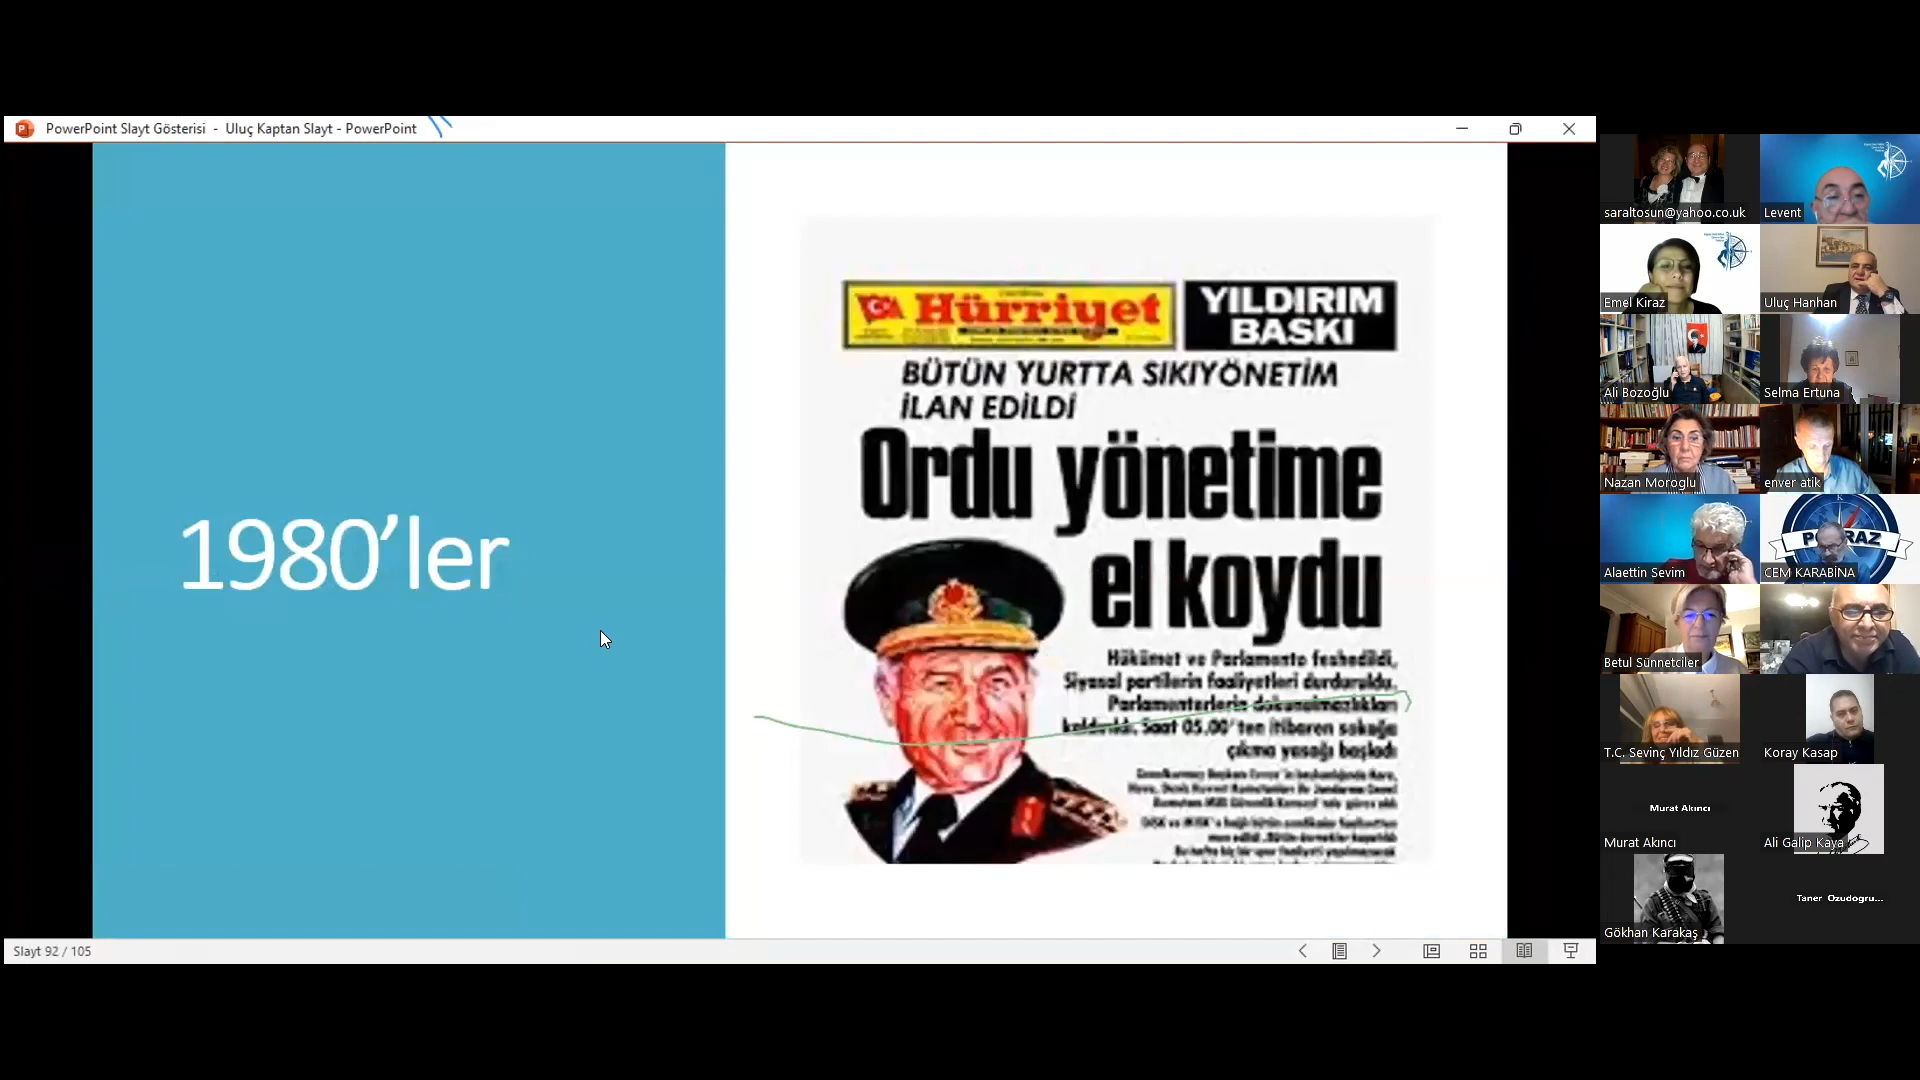 PowerPoint Slayt Gösterisi - Uluç Kaptan Slayt - PowerPoint
1980'ler
Hürriyet
YILDIRIM
BASKI
BÜTÜN YURTTA SIKIYÖNETİM
İLAN EDİLDİ
Ordu yönetime
el koydu
Hükümet ve Parlamento feshedildi,
Siyasal partilerin faaliyetleri durduruldu.
Parlamenterlerin dokunulmazlıkları
kaldırıldı. Saat 05.00'ten itibaren sokağa
çıkma yasağı başladı
Slayt 92 / 105
saraltosun@yahoo.co.uk
Levent
Emel Kiraz
Uluç Hanhan
Ali Bozoğlu
Selma Ertuna
Nazan Moroglu
enver atik
Alaettin Sevim
CEM KARABİNA
Betul Sünnetciler
T.C. Sevinç Yıldız Güzen
Koray Kasap
Murat Akıncı
Murat Akıncı
Ali Galip Kaya
Gökhan Karakaş
Taner Ozudogru...